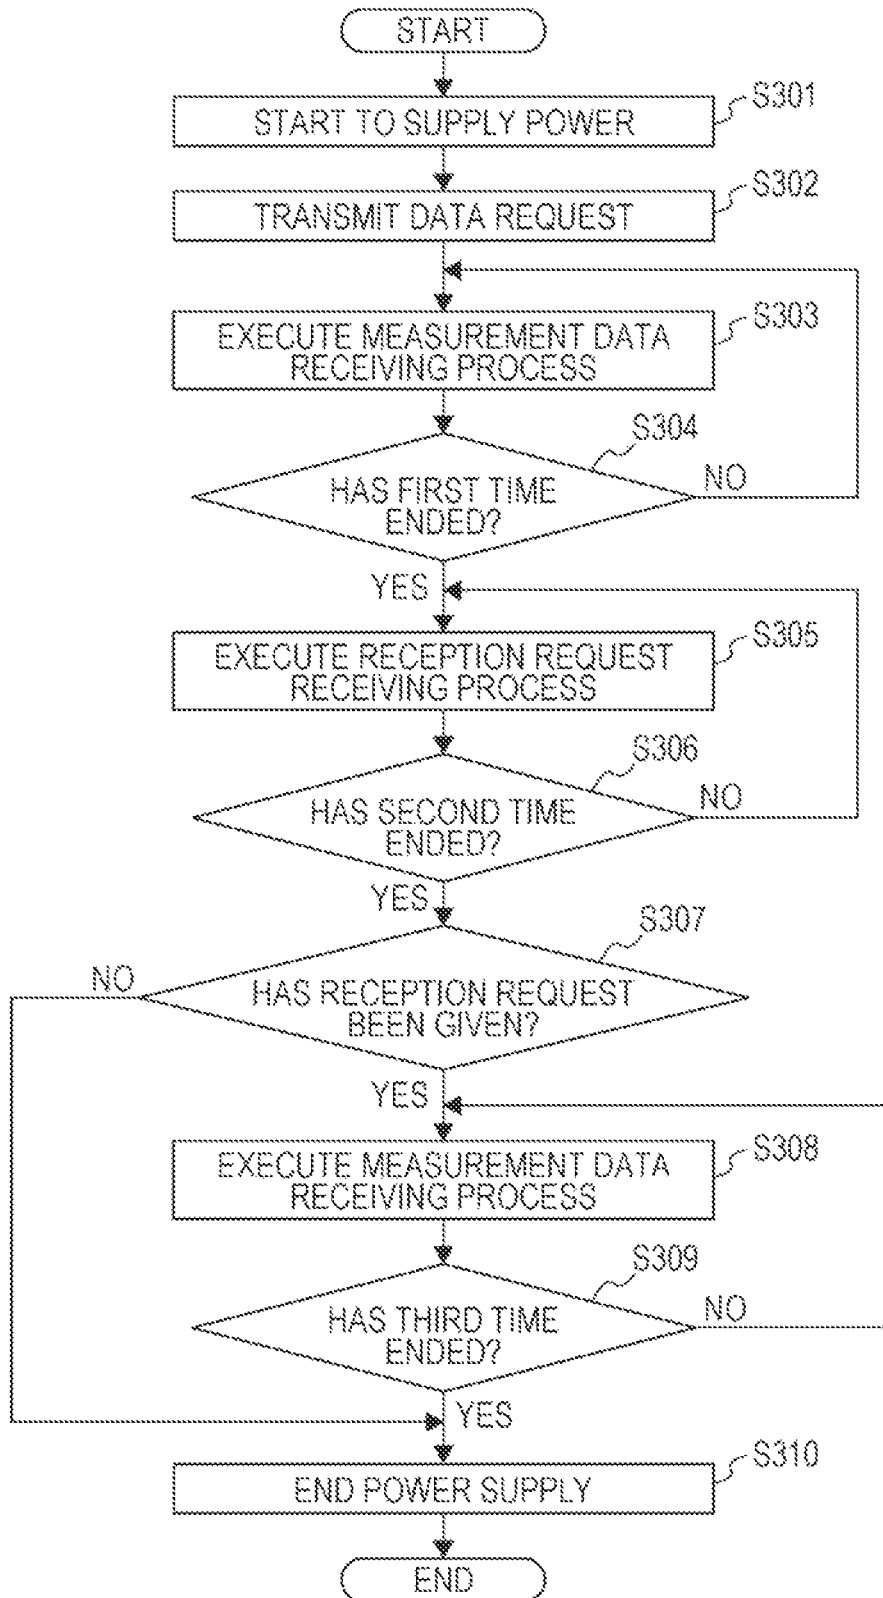 START
START TO SUPPLY POWER
S301
TRANSMIT DATA REQUEST
S302
EXECUTE MEASUREMENT DATA
RECEIVING PROCESS
S303
S304
HAS FIRST TIME
ENDED?
NO
YES
EXECUTE RECEPTION REQUEST
RECEIVING PROCESS
S305
S306
HAS SECOND TIME
ENDED?
NO
YES
S307
NO
HAS RECEPTION REQUEST
BEEN GIVEN?
YES
EXECUTE MEASUREMENT DATA
RECEIVING PROCESS
S308
S309
HAS THIRD TIME
ENDED?
NO
YES
END POWER SUPPLY
S310
END